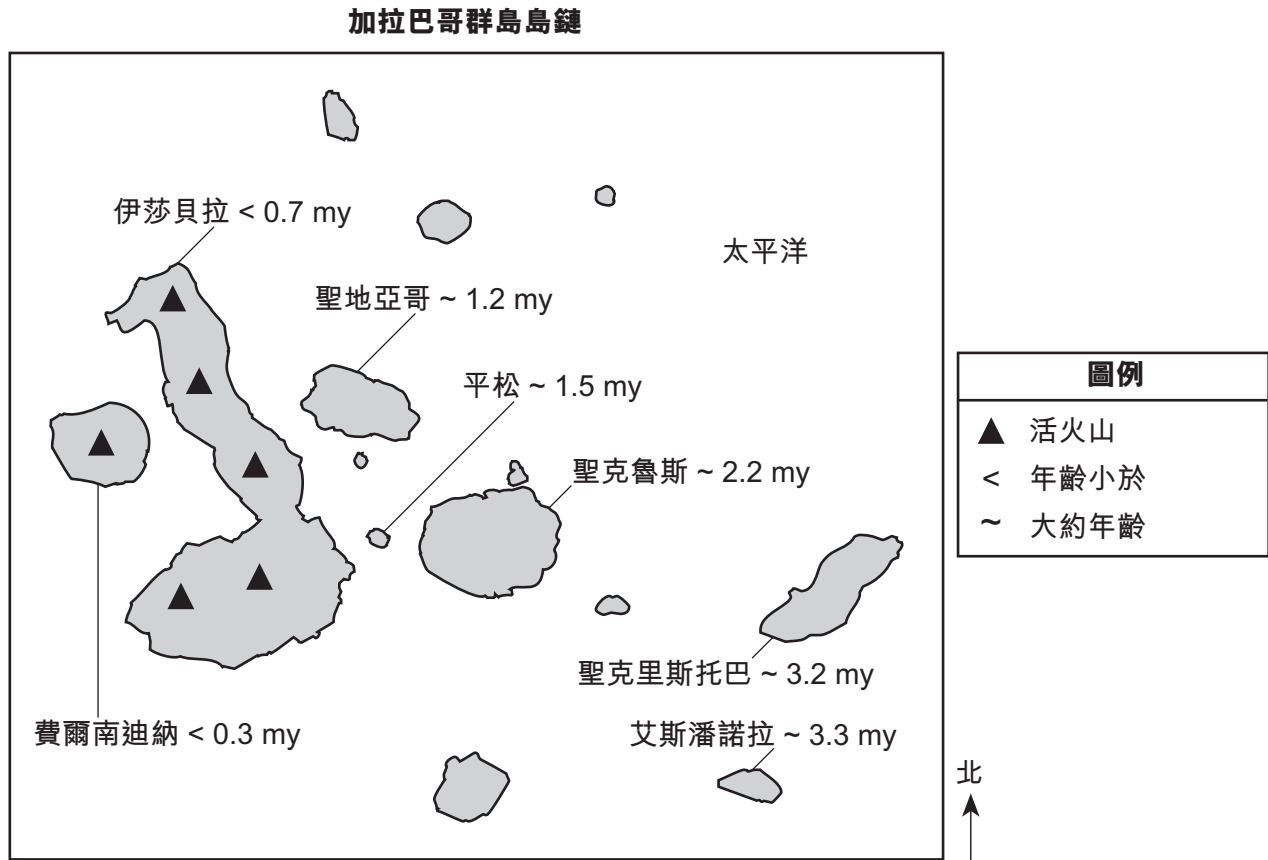 加拉巴哥群島島鏈
伊莎貝拉 < 0.7 my
太平洋
聖地亞哥 ~ 1.2 my
平松 ~ 1.5 my
圖例
▲ 活火山
< 年齡小於
~ 大約年齡
聖克魯斯 ~ 2.2 my
聖克里斯托巴 ~ 3.2 my
費爾南迪納 < 0.3 my
艾斯潘諾拉 ~ 3.3 my
北